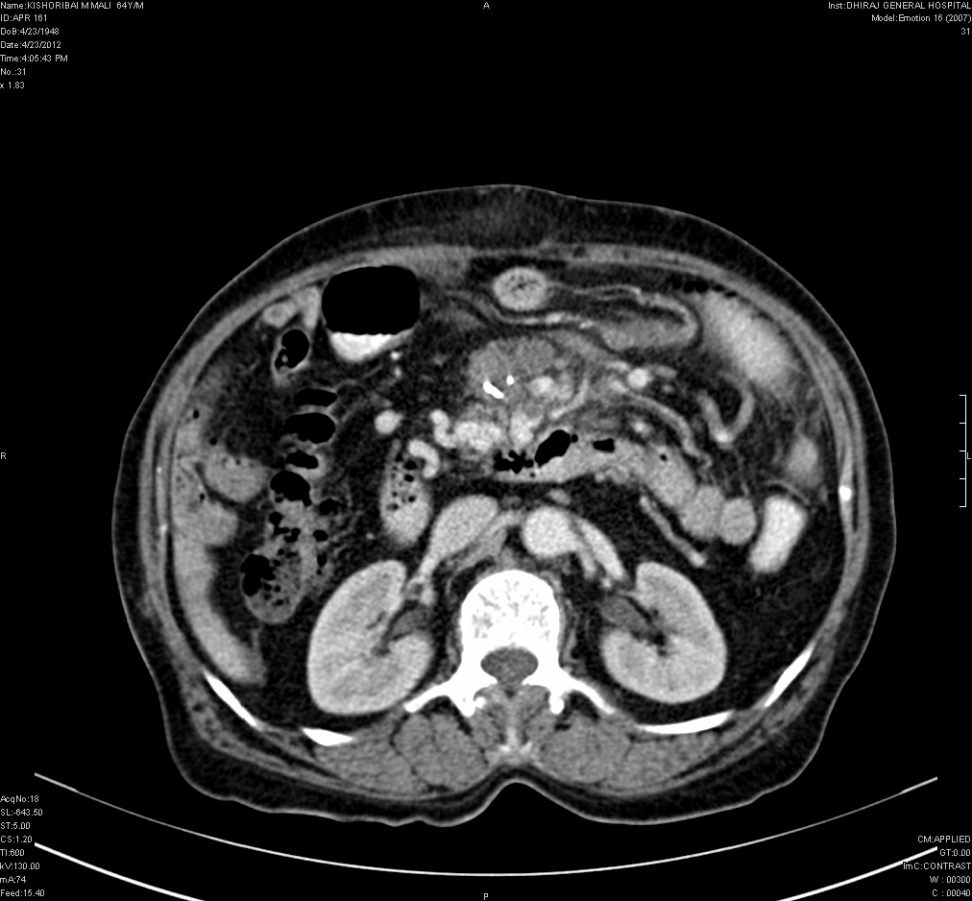 Name:KISHORIBAI M MALI 64Y/M
ID:APR 161
DoB:4/23/1948
Date:4/23/2012
Time:4:05:43 PM
No.:31
x 1.83
A
Inst:DHIRAJ GENERAL HOSPITAL
Model:Emotion 16 (2007)
31
R
L
AcqNo:18
SL:-643.50
ST:5.00
CS:1.20
TI:600
kV:130.00
mA:74
Feed:15.40
P
CM:APPLIED
GT:0.00
ImC:CONTRAST
W : 00300
C : 00040